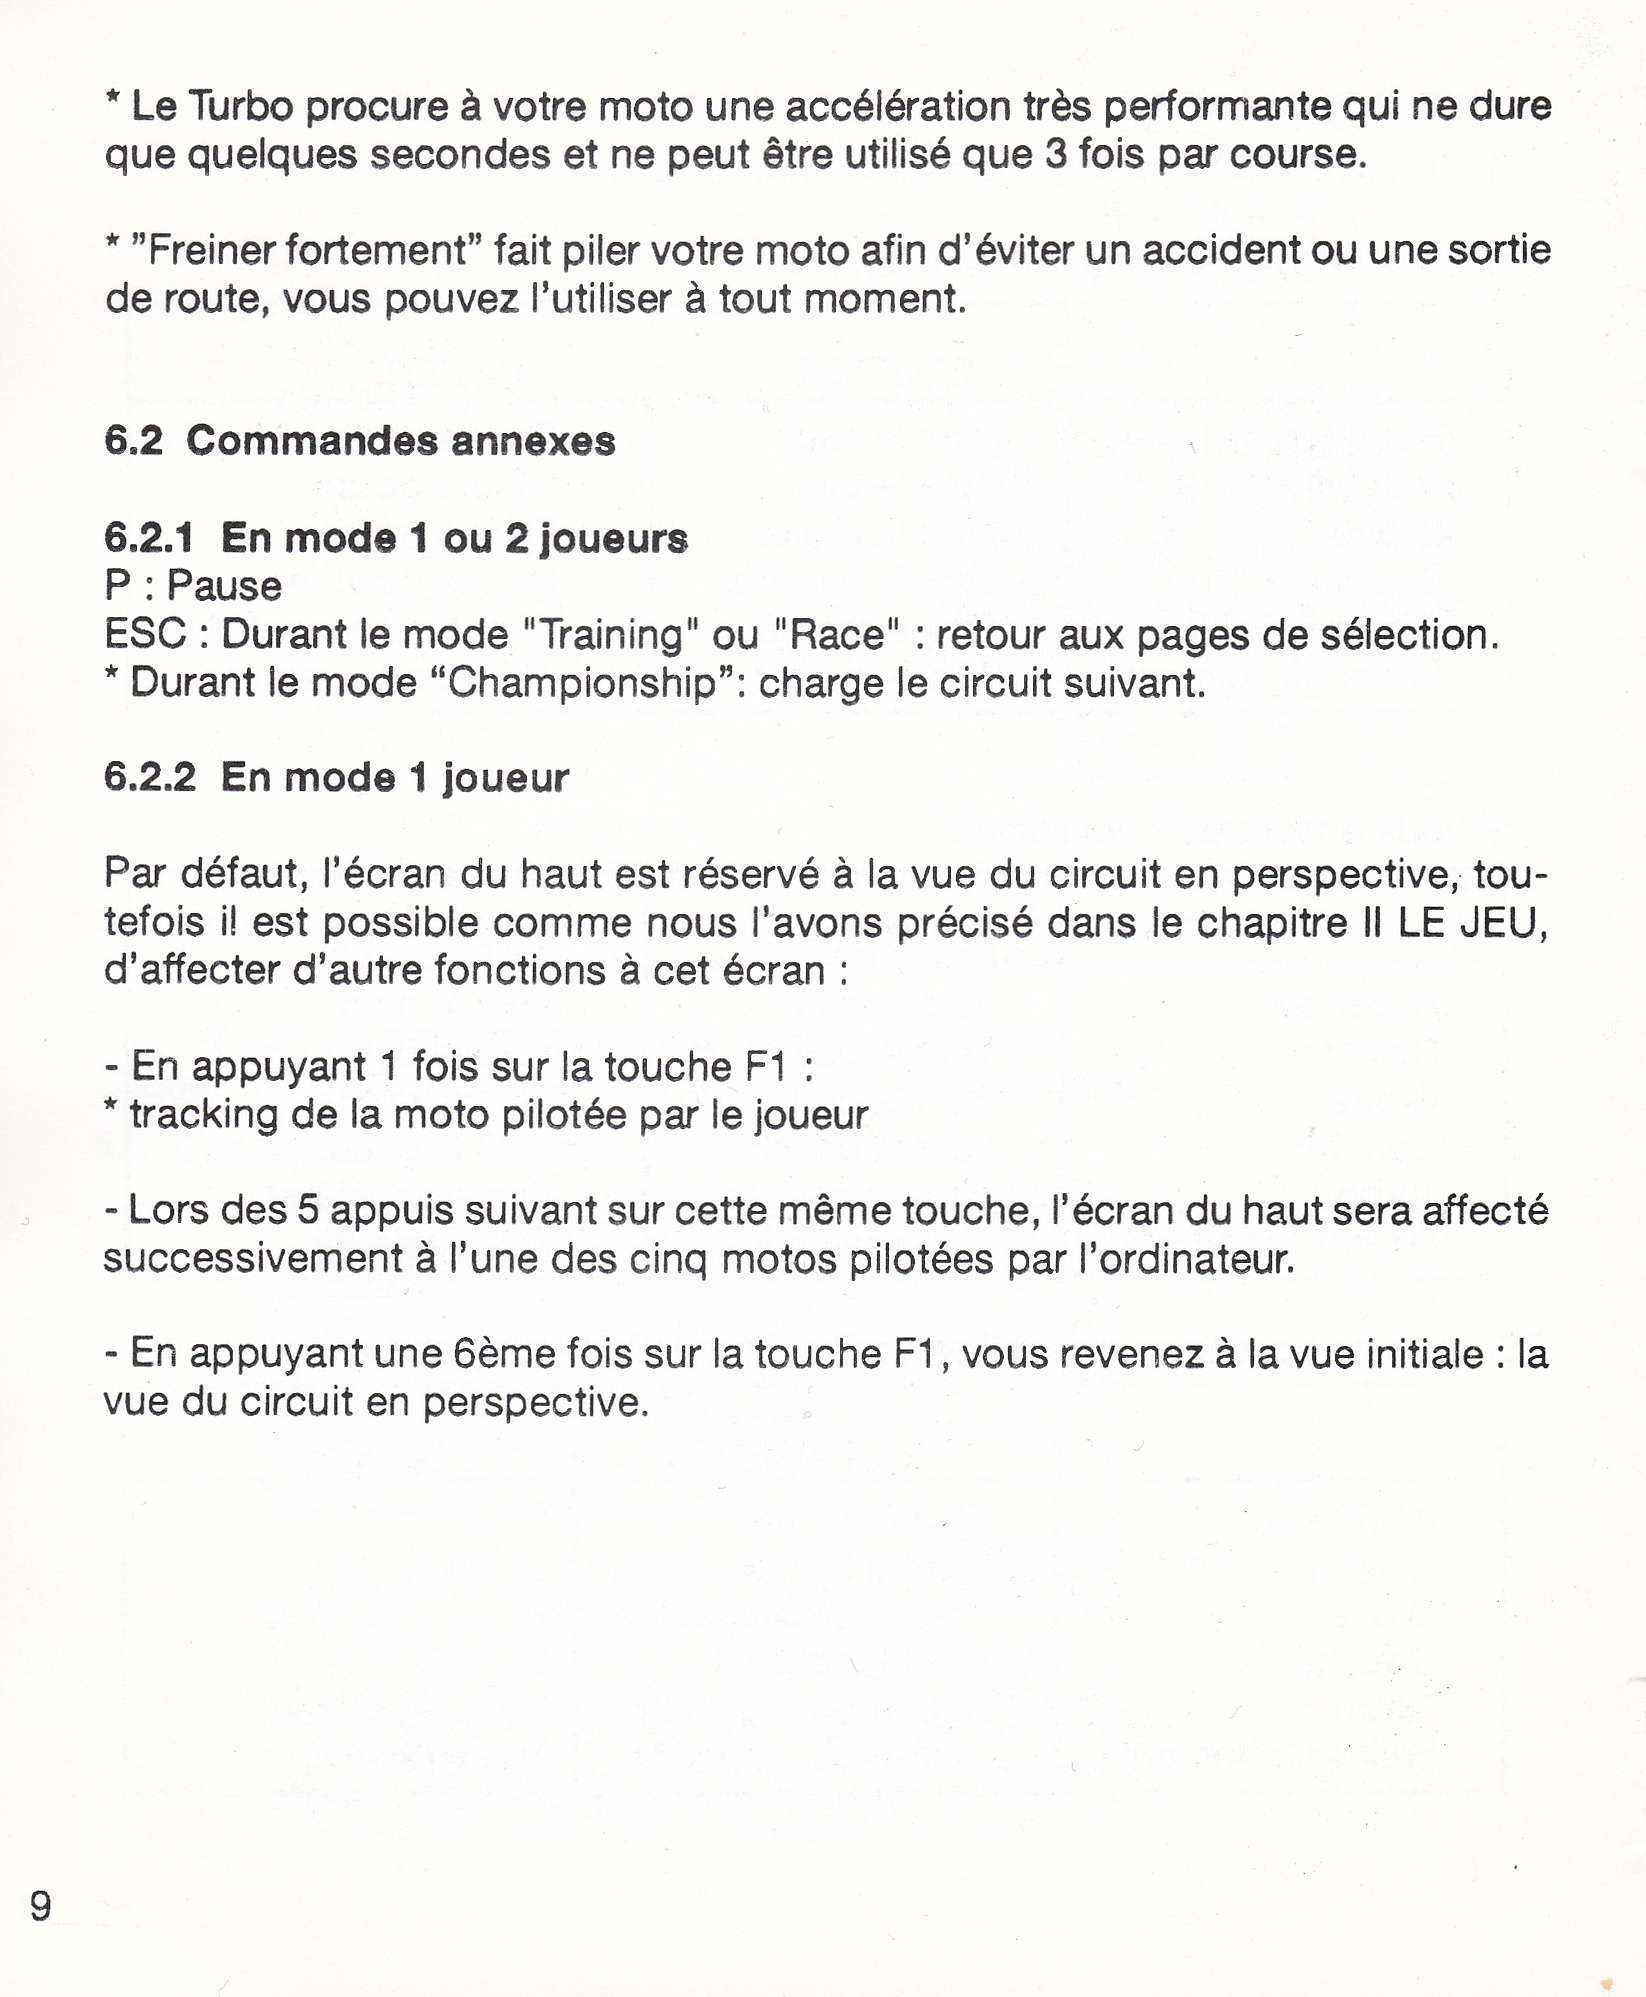 * Le Turbo procure à votre moto une accélération très performante qui ne dure
que quelques secondes et ne peut être utilisé que 3 fois par course.
* "Freiner fortement" fait piler votre moto afin d'éviter un accident ou une sortie
de route, vous pouvez l'utiliser à tout moment.
6.2 Commandes annexes
6.2.1 En mode 1 ou 2 joueurs
P : Pause
ESC : Durant le mode "Training" ou "Race" : retour aux pages de sélection.
* Durant le mode “Championship”: charge le circuit suivant.
6.2.2 En mode 1 joueur
Par défaut, l'écran du haut est réservé à la vue du circuit en perspective, tou-
tefois il est possible comme nous l'avons précisé dans le chapitre II LE JEU,
d'affecter d'autre fonctions à cet écran :
- En appuyant 1 fois sur la touche F1 :
* tracking de la moto pilotée par le joueur
- Lors des 5 appuis suivant sur cette même touche, l'écran du haut sera affecté
successivement à l'une des cinq motos pilotées par l'ordinateur.
- En appuyant une 6ème fois sur la touche F1, vous revenez à la vue initiale : la
vue du circuit en perspective.
9